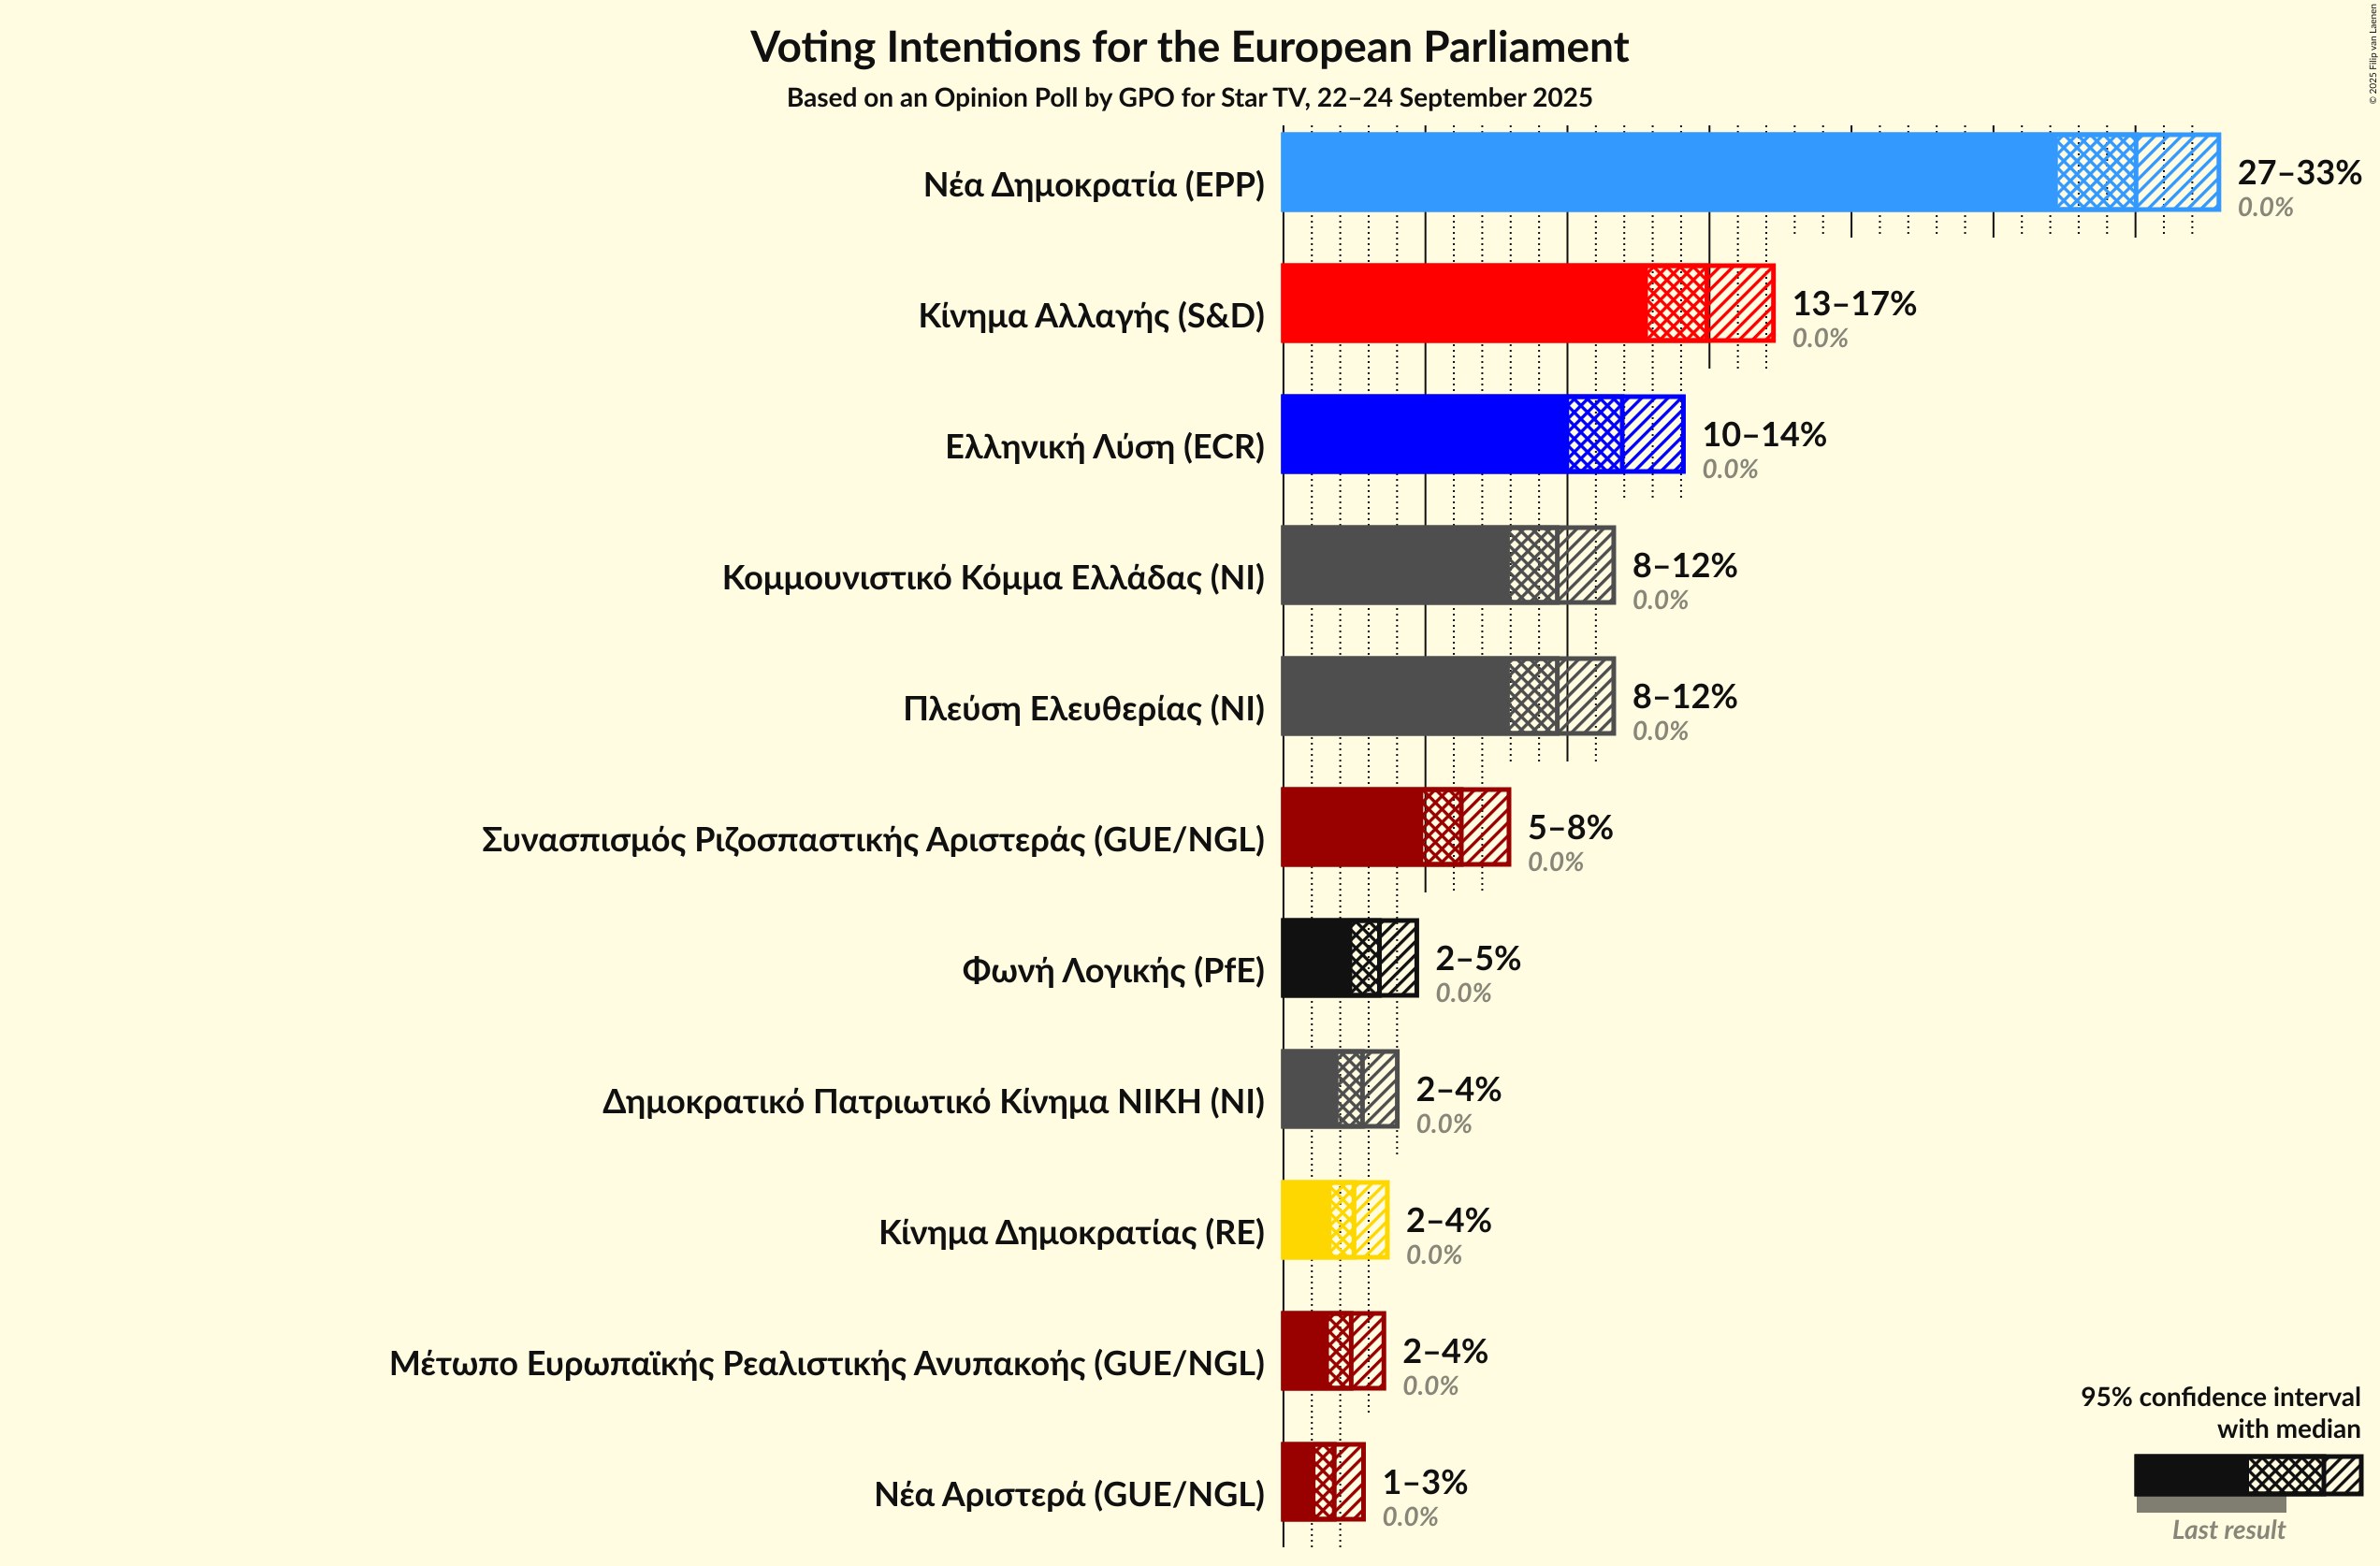 Voting Intentions for the European Parliament
Based on an Opinion Poll by GPO for Star TV, 22–24 September 2025
© 2025 Filip van Laenen
Νέα Δημοκρατία (EPP)
27–33%
0.0%
Κίνημα Αλλαγής (S&D)
13–17%
0.0%
Ελληνική Λύση (ECR)
10–14%
0.0%
Κομμουνιστικό Κόμμα Ελλάδας (NI)
8–12%
0.0%
Πλεύση Ελευθερίας (NI)
8–12%
0.0%
Συνασπισμός Ριζοσπαστικής Αριστεράς (GUE/NGL)
5–8%
0.0%
Φωνή Λογικής (PfE)
2–5%
0.0%
Δημοκρατικό Πατριωτικό Κίνημα ΝΙΚΗ (NI)
2–4%
0.0%
Κίνημα Δημοκρατίας (RE)
2–4%
0.0%
Μέτωπο Ευρωπαϊκής Ρεαλιστικής Ανυπακοής (GUE/NGL)
2–4%
0.0%
Νέα Αριστερά (GUE/NGL)
1–3%
0.0%
95% confidence interval
with median
Last result